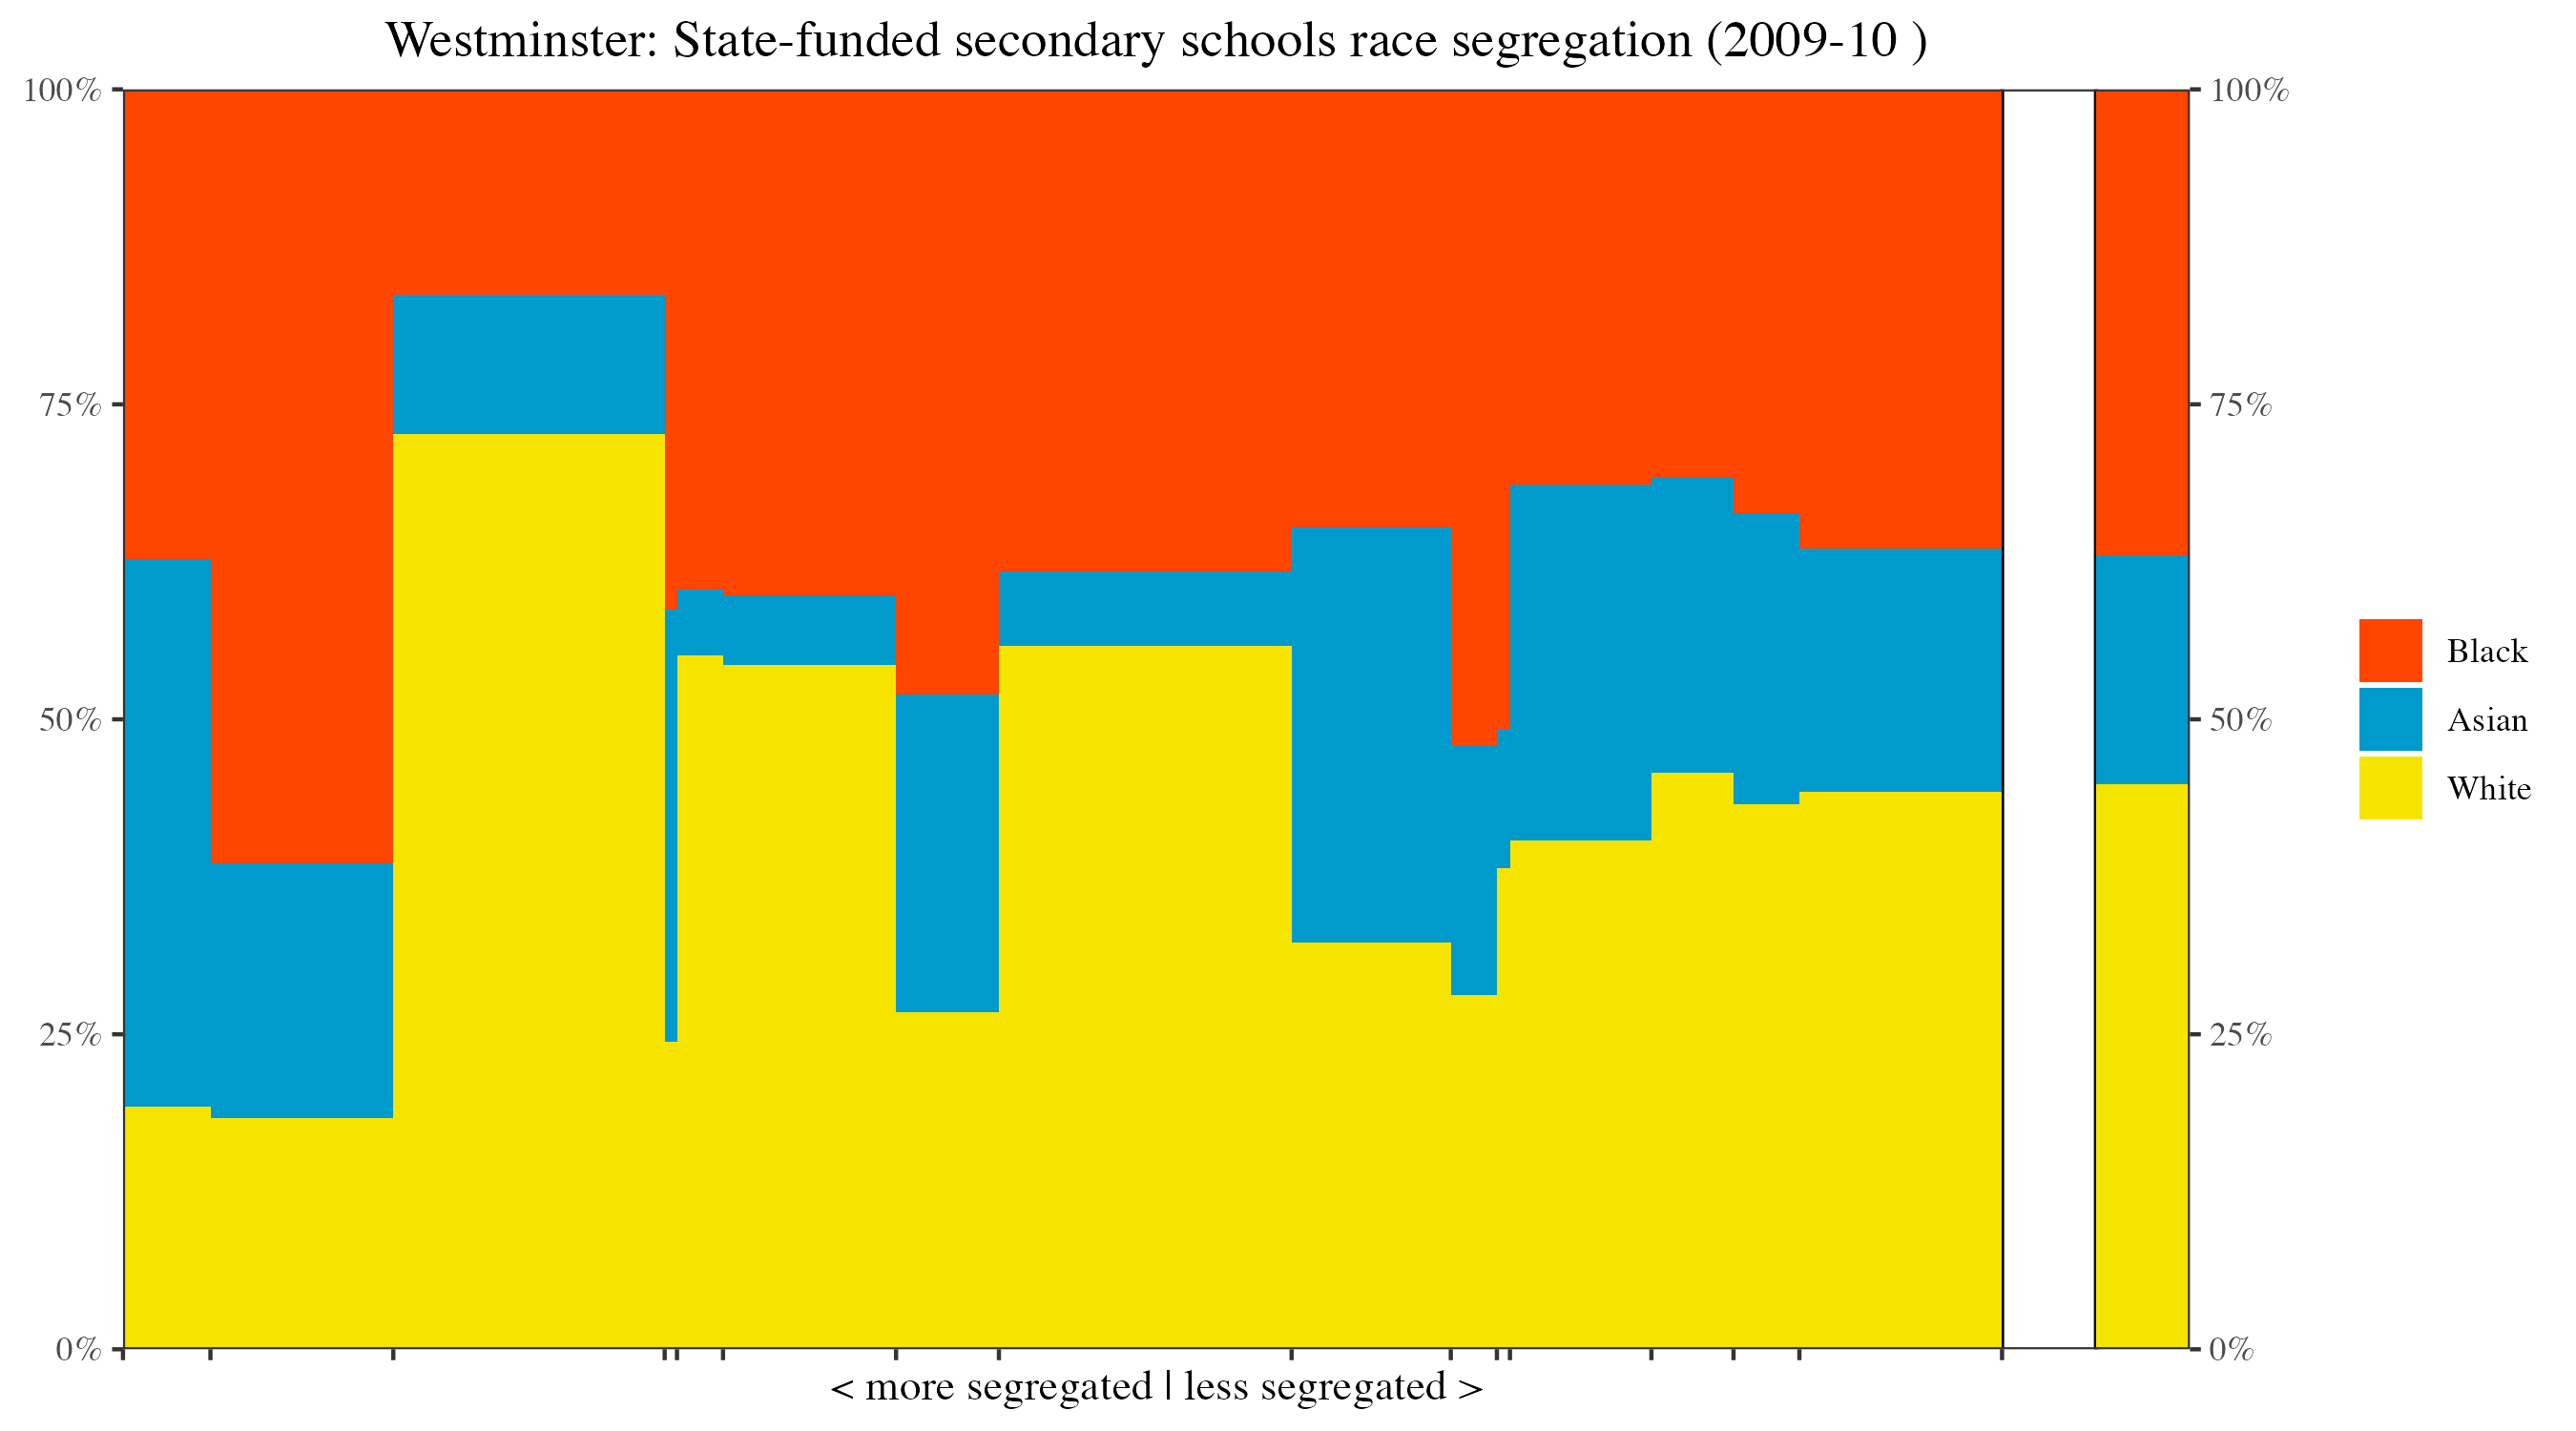 Westminster: State-funded secondary schools race segregation (2009-10 )
100%
75%
50%
25%
0%
100%
75%
50%
25%
0%
Black
Asian
White
< more segregated | less segregated >